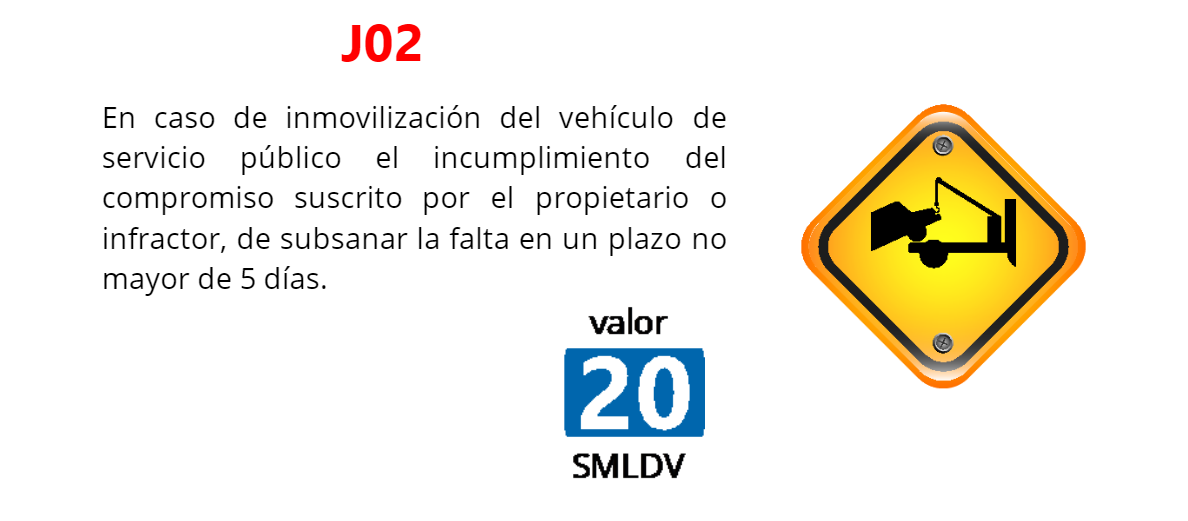 J02
En caso de inmovilización del vehículo de
servicio público el incumplimiento del
compromiso suscrito por el propietario o
infractor, de subsanar la falta en un plazo no
mayor de 5 días.
valor
20
SMLDV